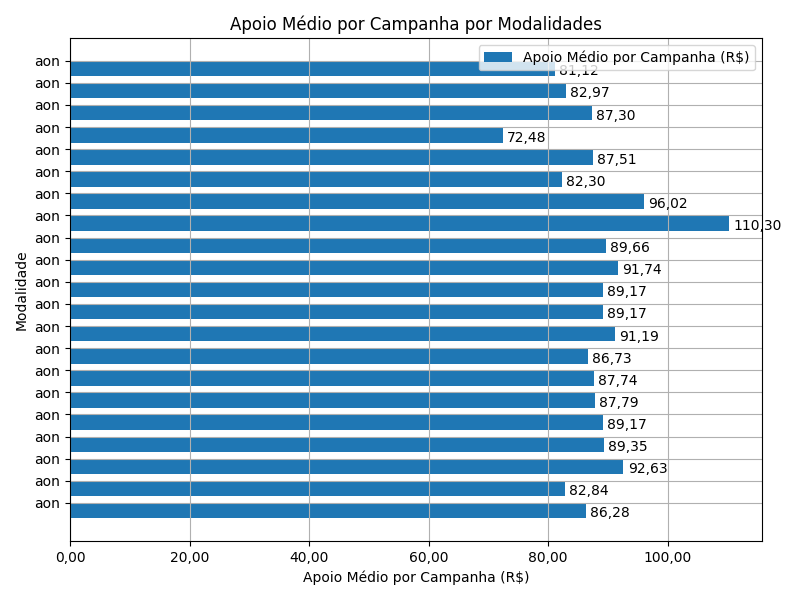 Apoio Médio por Campanha por Modalidades
Apoio Médio por Campanha (R$)
aon
81,12
aon
82,97
aon
87,30
aon
72,48
aon
87,51
aon
82,30
aon
96,02
aon
110,30
aon
89,66
aon
91,74
aon
89,17
aon
89,17
aon
91,19
aon
86,73
aon
87,74
aon
87,79
aon
89,17
aon
89,35
aon
92,63
aon
82,84
aon
86,28
Modalidade
0,00 20,00 40,00 60,00 80,00 100,00
Apoio Médio por Campanha (R$)